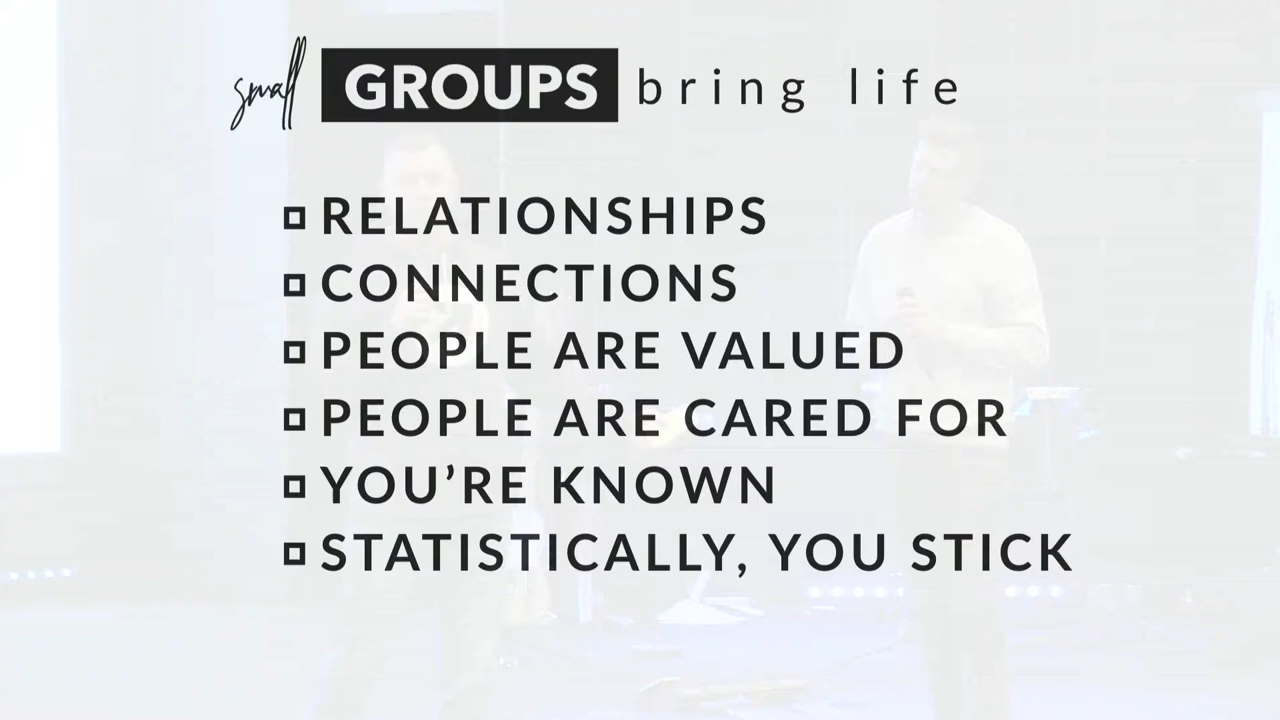 small GROUPS bring life
RELATIONSHIPS
CONNECTIONS
PEOPLE ARE VALUED
PEOPLE ARE CARED FOR
YOU’RE KNOWN
STATISTICALLY, YOU STICK